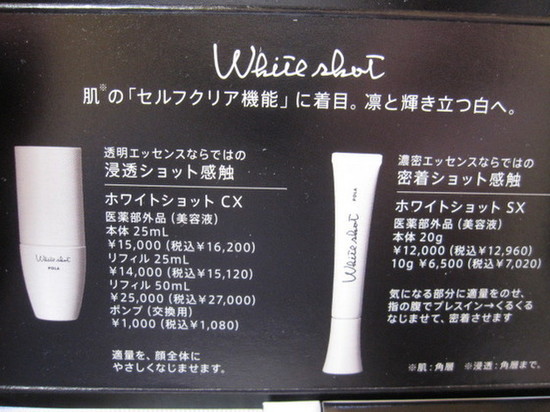 White shot
肌※の「セルフクリア機能」に着目。凛と輝き立つ白へ。
透明エッセンスならではの
浸透ショット感触
ホワイトショット CX
医薬部外品（美容液）
本体 25mL
¥15,000（税込¥16,200）
リフィル 25mL
¥14,000（税込¥15,120）
リフィル 50mL
¥25,000（税込¥27,000）
ポンプ（交換用）
¥1,000（税込¥1,080）
適量を、顔全体に
やさしくなじませます。
White shot
POLA
濃密エッセンスならではの
密着ショット感触
ホワイトショット SX
医薬部外品（美容液）
本体 20g
¥12,000（税込¥12,960）
10g ¥6,500（税込¥7,020）
気になる部分に適量をのせ、
指の腹でプレスイン→くるくる
なじませて、密着させます
White shot
POLA
※肌：角層 ※浸透：角層まで。